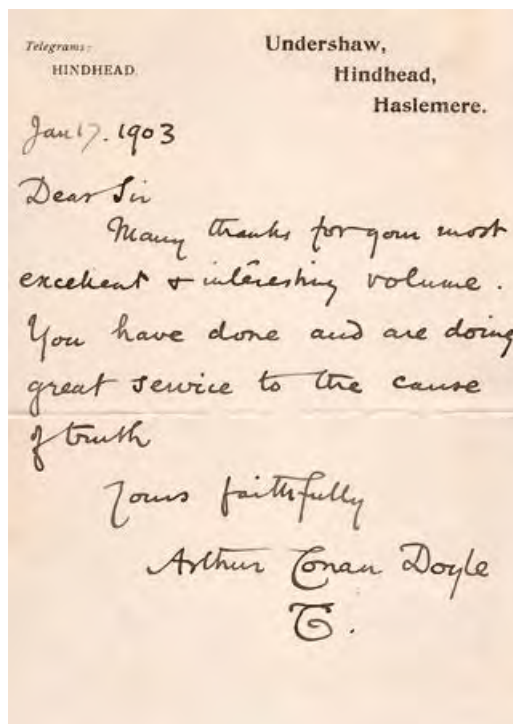 Telegrams:
HINDHEAD.
Undershaw,
Hindhead,
Haslemere.
Jan 17. 1903
Dear Sir
Many thanks for your most
excellent & interesting volume.
You have done and are doing
great service to the cause
of truth
Yours faithfully
Arthur Conan Doyle